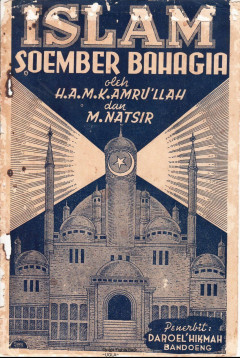 ISLAM
SOEMBER BAHAGIA
oleh
H.A.M.K.AMRU'LLAH
dan
M.NATSIR
Penerbit:
DAROEL'HIKMAH
BANDOENG